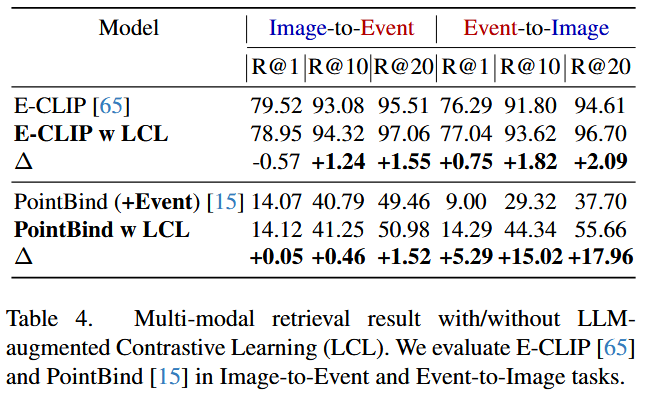 Model Image-to-Event Event-to-Image
R@1 R@10 R@20 R@1 R@10 R@20
E-CLIP [65] 79.52 93.08 95.51 76.29 91.80 94.61
E-CLIP w LCL 78.95 94.32 97.06 77.04 93.62 96.70
Δ -0.57 +1.24 +1.55 +0.75 +1.82 +2.09
PointBind (+Event) [15] 14.07 40.79 49.46 9.00 29.32 37.70
PointBind w LCL 14.12 41.25 50.98 14.29 44.34 55.66
Δ +0.05 +0.46 +1.52 +5.29 +15.02 +17.96
Table 4. Multi-modal retrieval result with/without LLM-
augmented Contrastive Learning (LCL). We evaluate E-CLIP [65]
and PointBind [15] in Image-to-Event and Event-to-Image tasks.